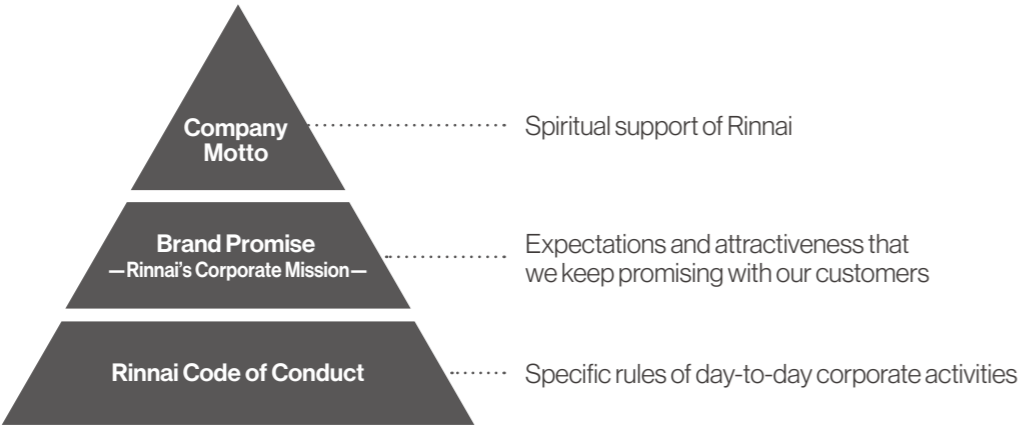 Company
Motto
Spiritual support of Rinnai
Brand Promise
—Rinnai's Corporate Mission—
Expectations and attractiveness that
we keep promising with our customers
Rinnai Code of Conduct
Specific rules of day-to-day corporate activities